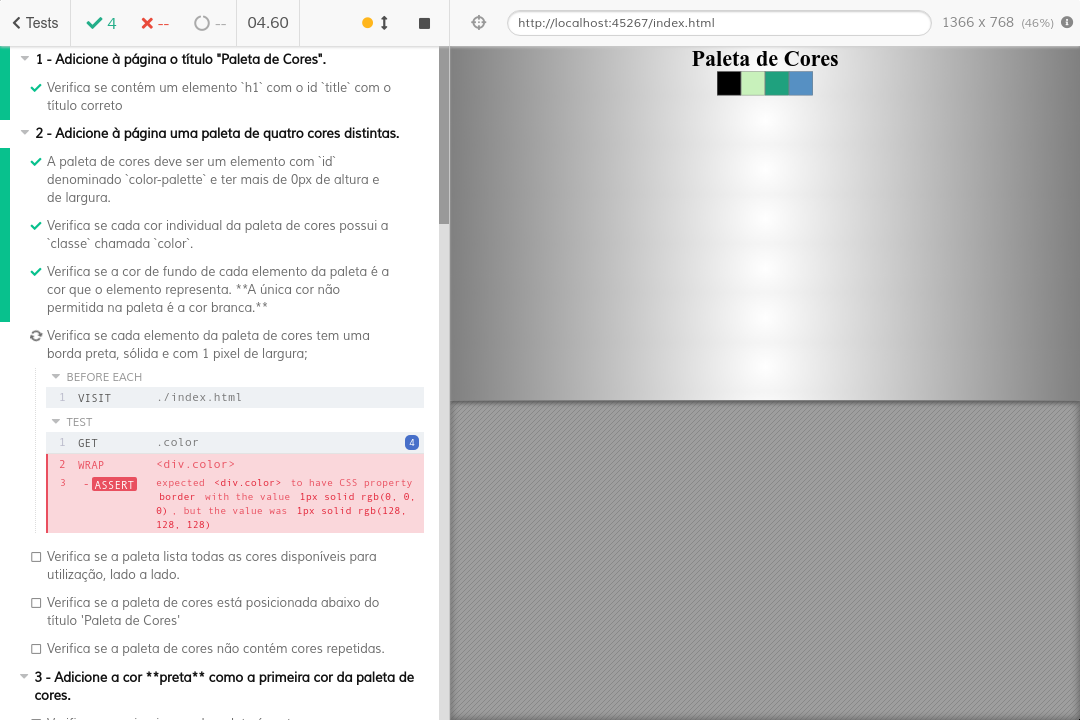 Tests
4
--
--
04.60
http://localhost:45267/index.html
1366 x 768 (46%)
1 - Adicione à página o título "Paleta de Cores".
Verifica se contém um elemento `h1` com o id `title` com o
título correto
2 - Adicione à página uma paleta de quatro cores distintas.
A paleta de cores deve ser um elemento com `id`
denominado `color-palette` e ter mais de 0px de altura e
de largura.
Verifica se cada cor individual da paleta de cores possui a
`classe` chamada `color`.
Verifica se a cor de fundo de cada elemento da paleta é a
cor que o elemento representa. **A única cor não
permitida na paleta é a cor branca.**
Verifica se cada elemento da paleta de cores tem uma
borda preta, sólida e com 1 pixel de largura;
BEFORE EACH
1 VISIT ./index.html
TEST
1 GET .color 4
2 WRAP <div.color>
3 - ASSERT expected <div.color> to have CSS property
border with the value 1px solid rgb(0, 0,
0) , but the value was 1px solid rgb(128,
128, 128)
Verifica se a paleta lista todas as cores disponíveis para
utilização, lado a lado.
Verifica se a paleta de cores está posicionada abaixo do
título 'Paleta de Cores'
Verifica se a paleta de cores não contém cores repetidas.
3 - Adicione a cor **preta** como a primeira cor da paleta de
cores.
Paleta de Cores